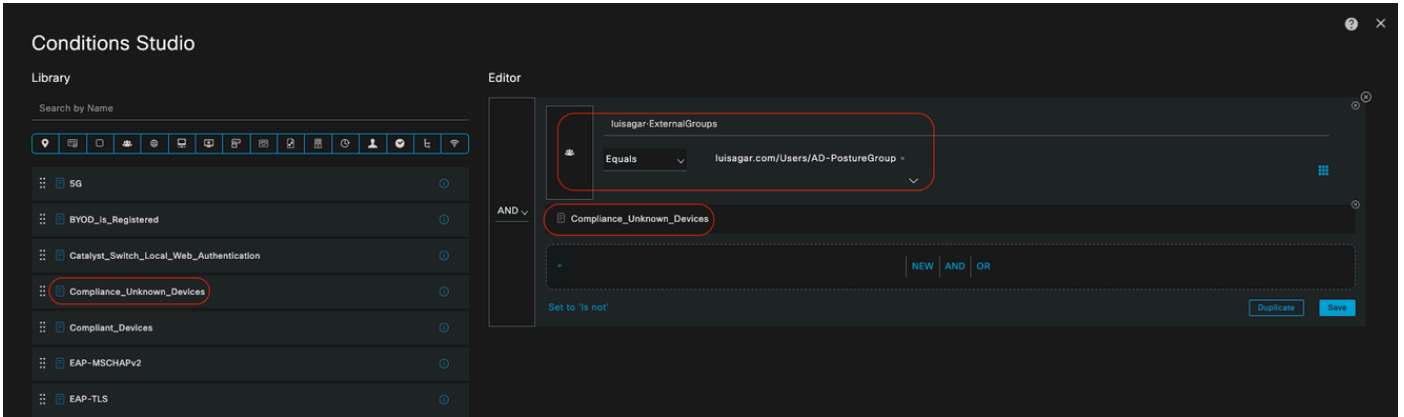 Conditions Studio
Library
Search by Name
5G
BYOD_is_Registered
Catalyst_Switch_Local_Web_Authentication
Compliance_Unknown_Devices
Compliant_Devices
EAP-MSCHAPv2
EAP-TLS
Editor
luisagar·ExternalGroups
Equals
luisagar.com/Users/AD-PostureGroup
AND
Compliance_Unknown_Devices
+
NEW AND OR
Set to 'Is not'
Duplicate
Save